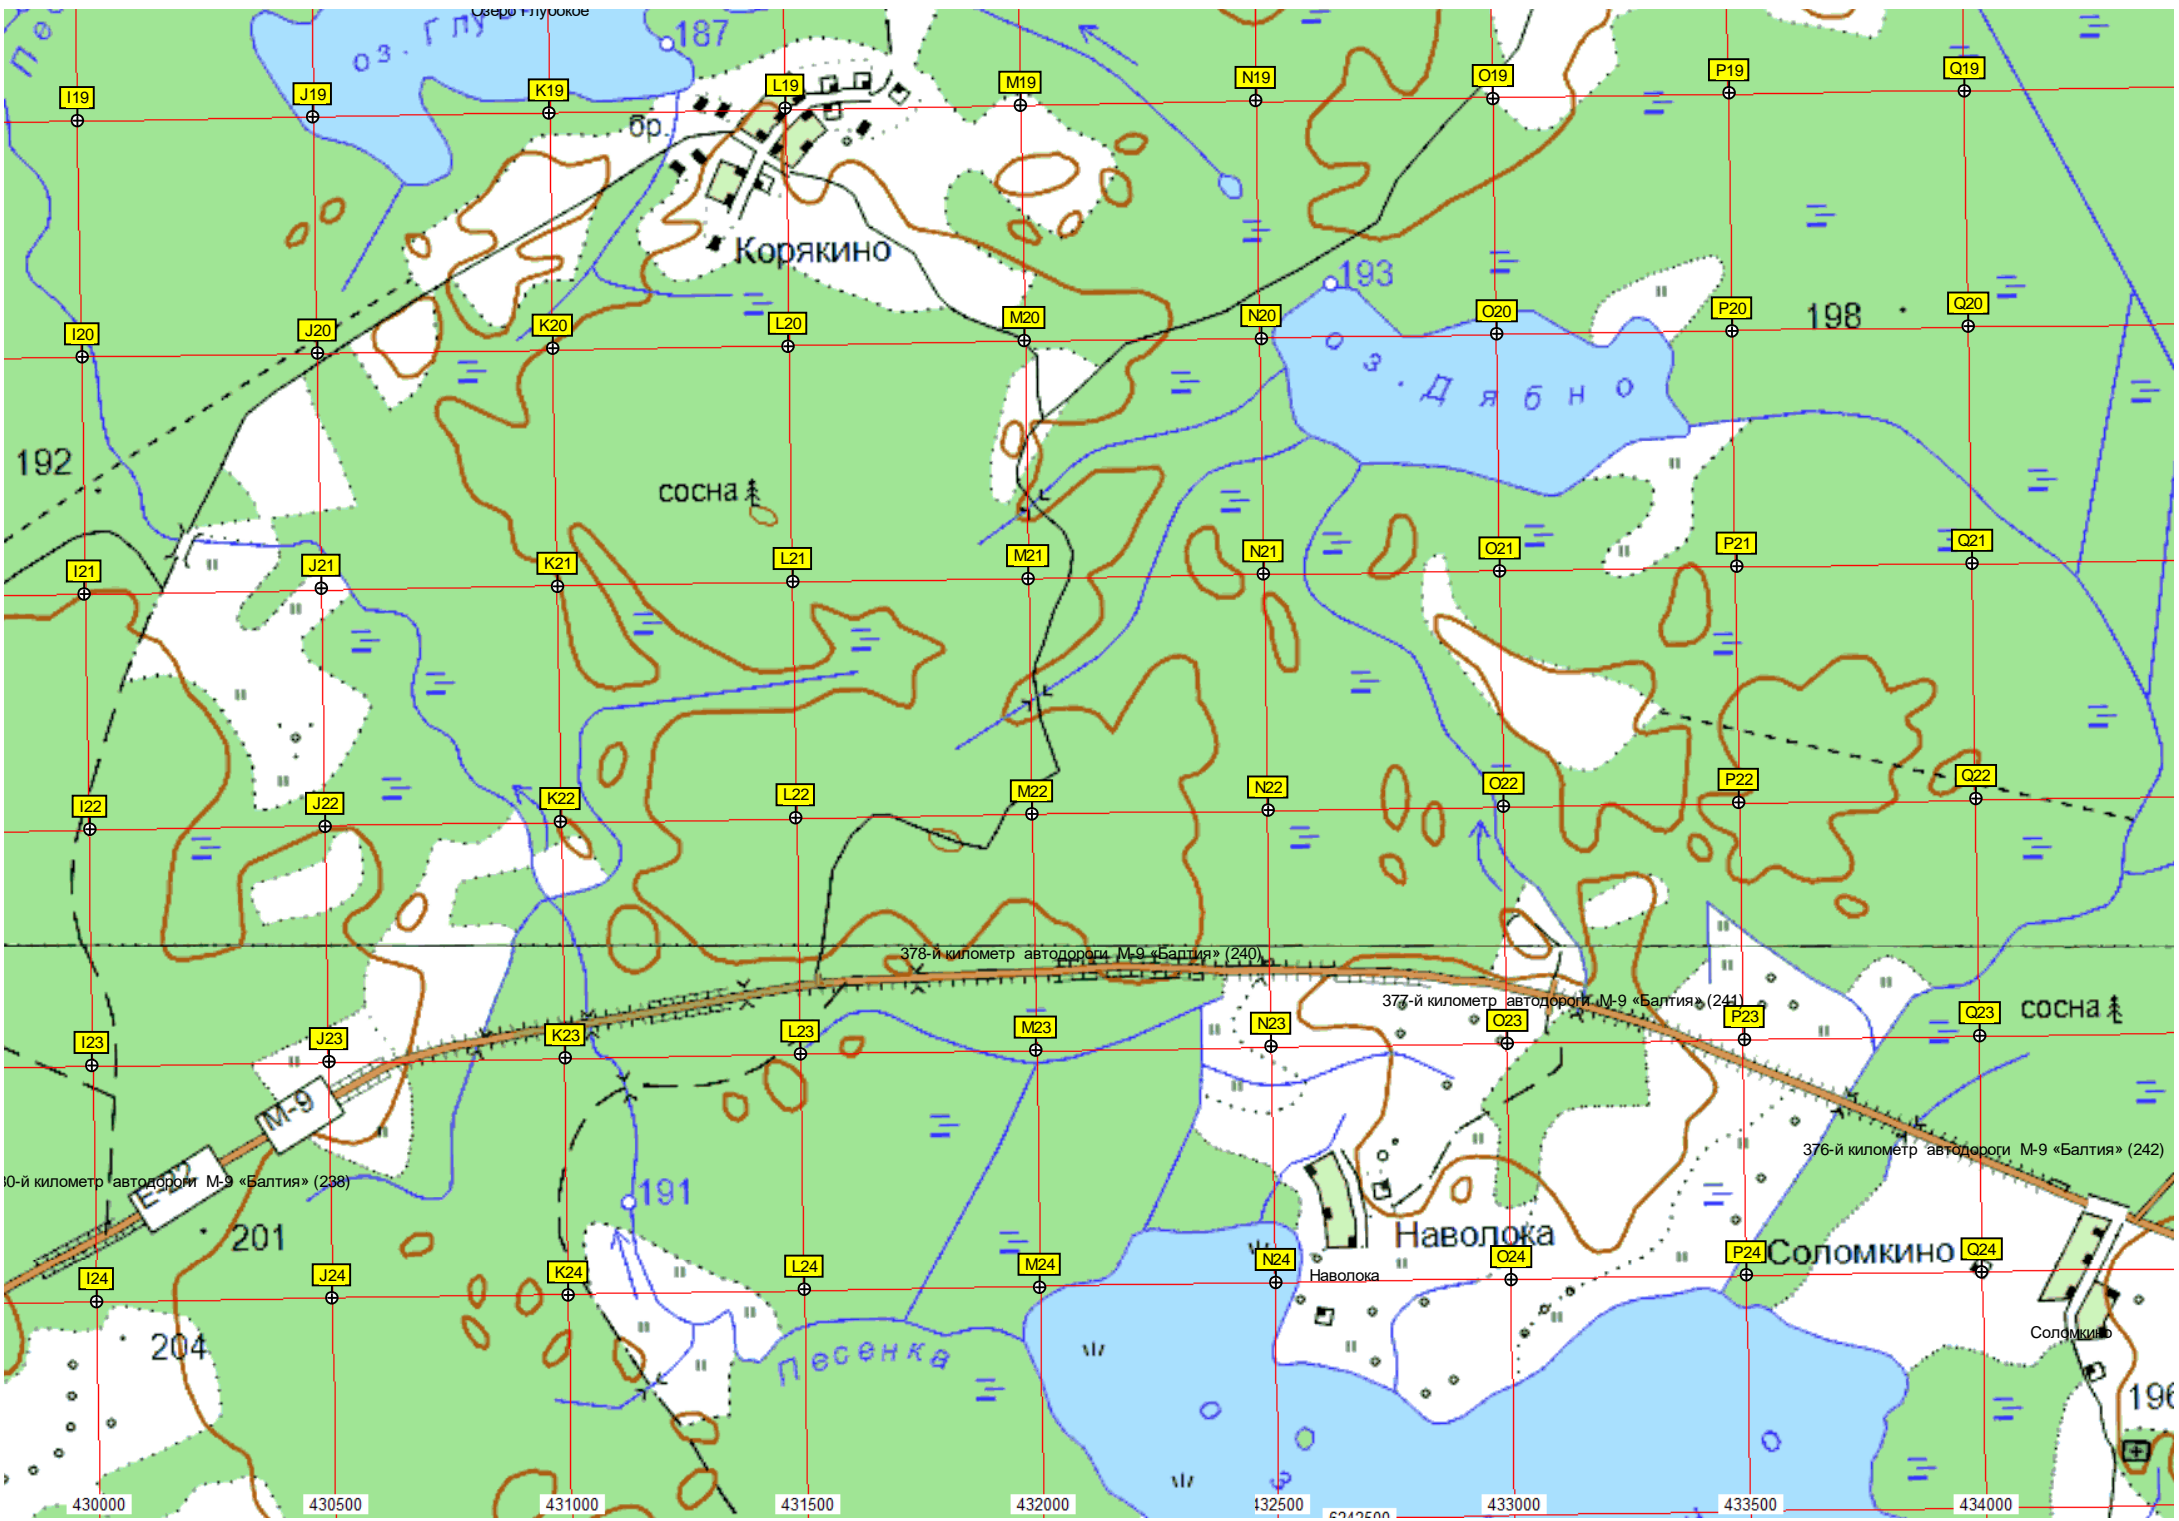 Озеро Глубокое
оз. Глу
187
I19
J19
K19
L19
M19
N19
O19
P19
Q19
бр.
Корякино
193
198
I20
J20
K20
L20
M20
N20
O20
P20
Q20
оз. Дябно
192
сосна
I21
J21
K21
L21
M21
N21
O21
P21
Q21
I22
J22
K22
L22
M22
N22
O22
P22
Q22
378-й километр автодороги М-9 «Балтия» (240)
377-й километр автодороги М-9 «Балтия» (241)
сосна
I23
J23
K23
L23
M23
N23
O23
P23
Q23
М-9
376-й километр автодороги М-9 «Балтия» (242)
Е-22
80-й километр автодороги М-9 «Балтия» (238)
191
201
Наволока
Соломкино
I24
J24
K24
L24
M24
N24
O24
P24
Q24
Наволока
204
Песенка
Соломкино
196
430000
430500
431000
431500
432000
432500
433000
433500
434000
6242500